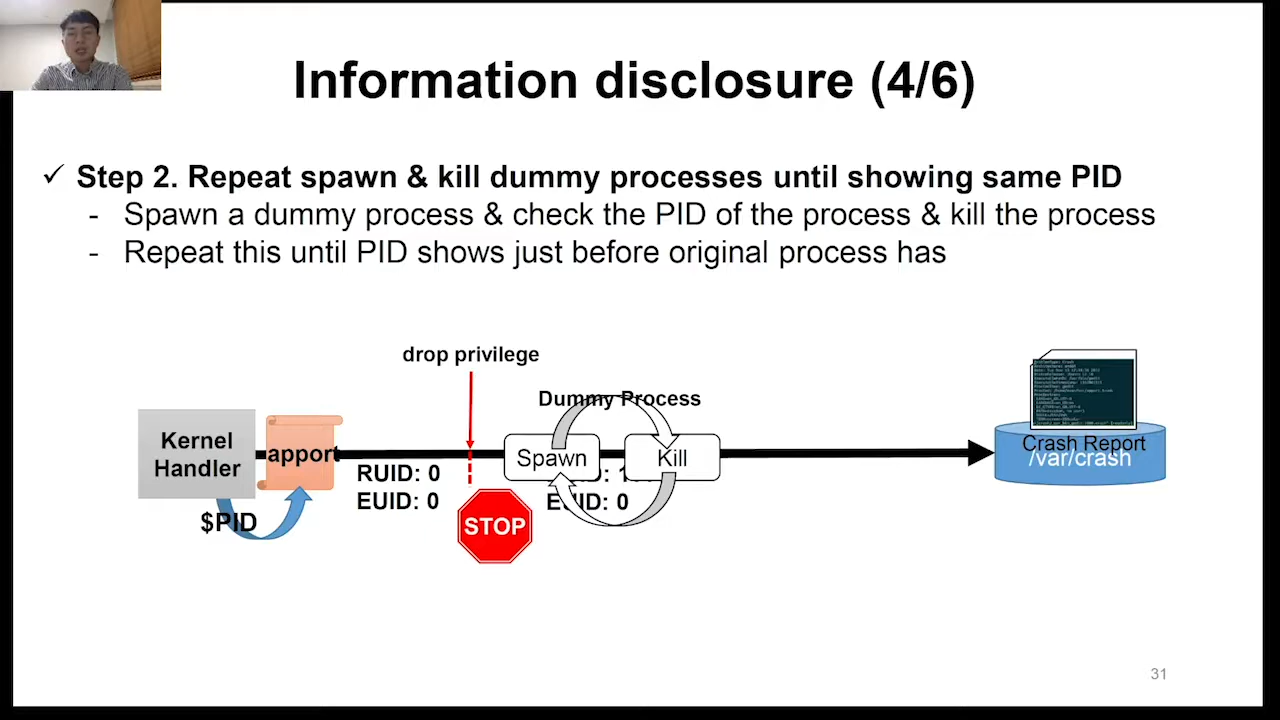 Information disclosure (4/6)
✓ Step 2. Repeat spawn & kill dummy processes until showing same PID
- Spawn a dummy process & check the PID of the process & kill the process
- Repeat this until PID shows just before original process has
drop privilege
Dummy Process
Kernel
Handler
apport
Spawn
Kill
Crash Report
/var/crash
RUID: 0
EUID: 0
EUID: 0
$PID
STOP
31